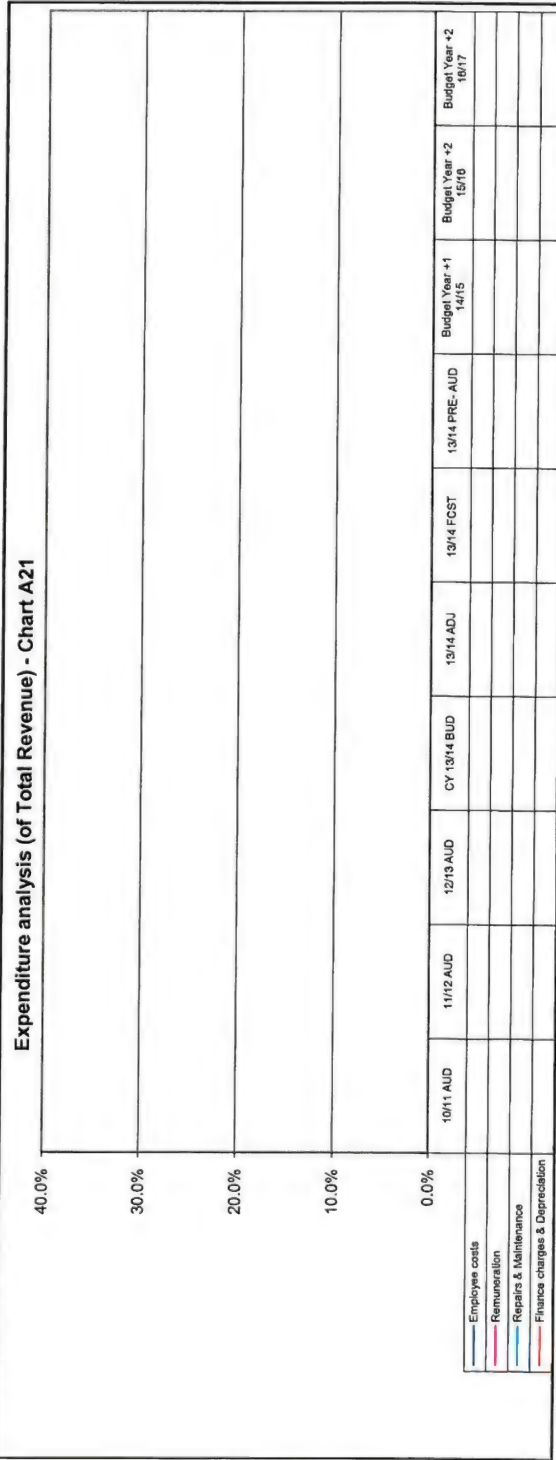 Expenditure analysis (of Total Revenue) - Chart A21
40.0%
30.0%
20.0%
10.0%
0.0%
10/11 AUD
11/12 AUD
12/13 AUD
CY 13/14 BUD
13/14 ADJ
13/14 FCST
13/14 PRE- AUD
Budget Year +1
14/15
Budget Year +2
15/16
Budget Year +2
16/17
Employee costs
Remuneration
Repairs & Maintenance
Finance charges & Depreciation